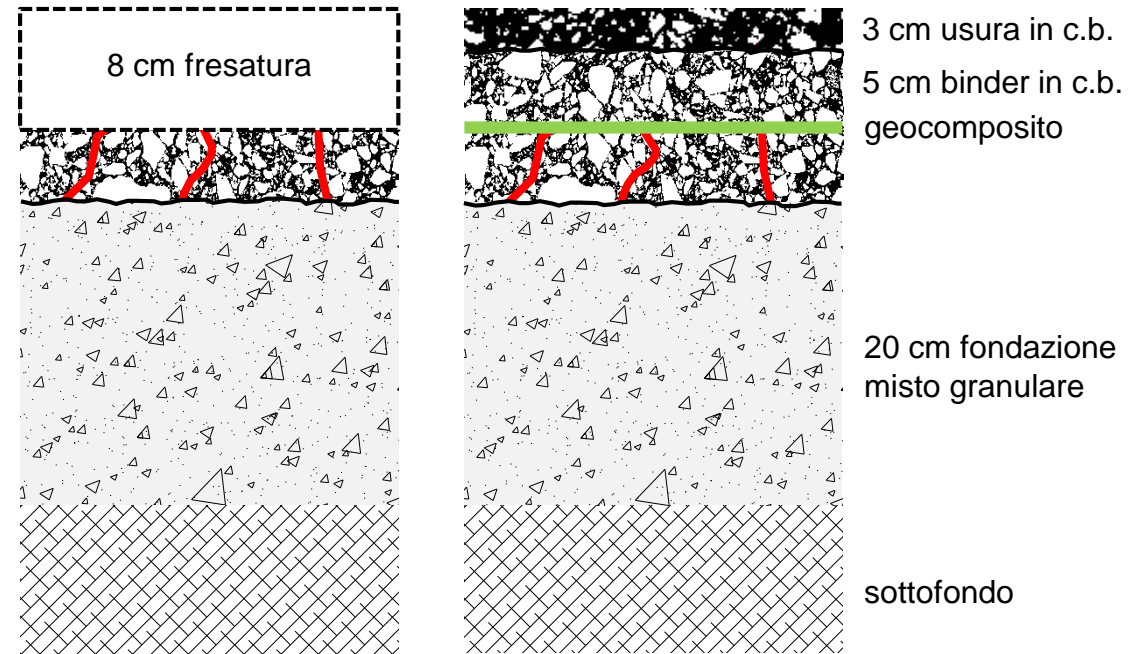 8 cm fresatura
3 cm usura in c.b.
5 cm binder in c.b.
geocomposito
20 cm fondazione
misto granulare
sottofondo